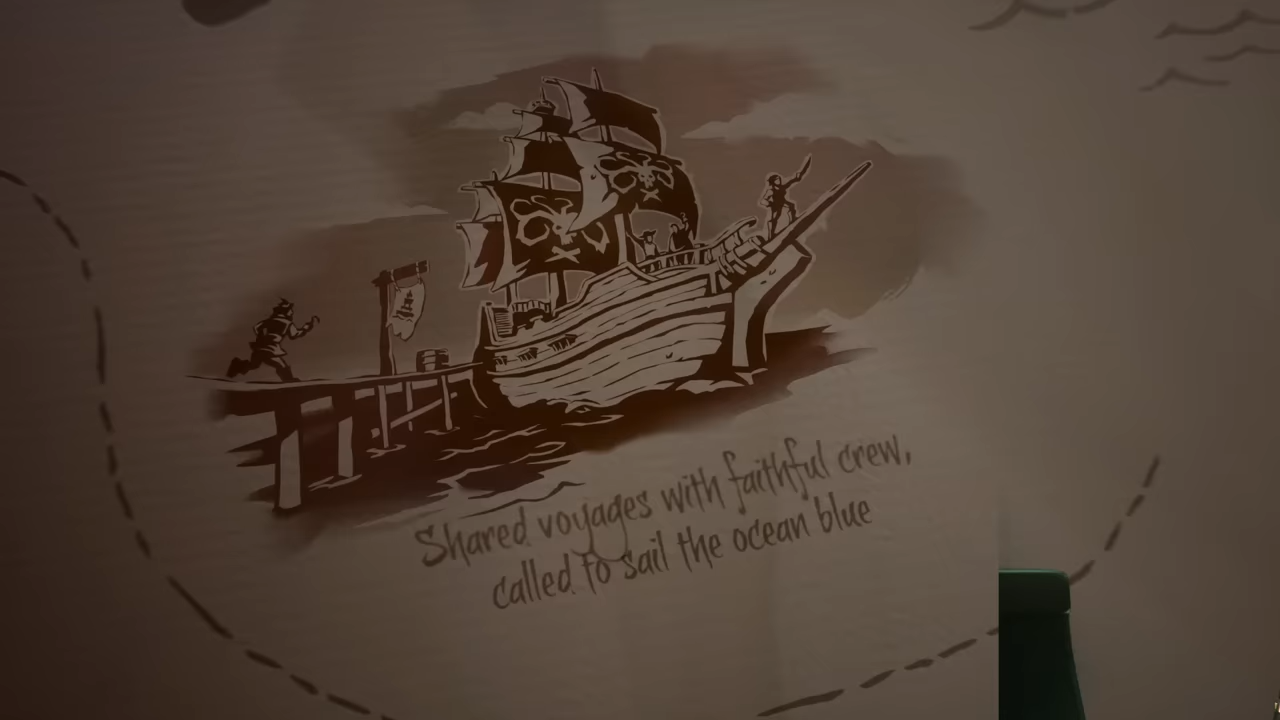 Shared voyages with faithful crew,
called to sail the ocean blue